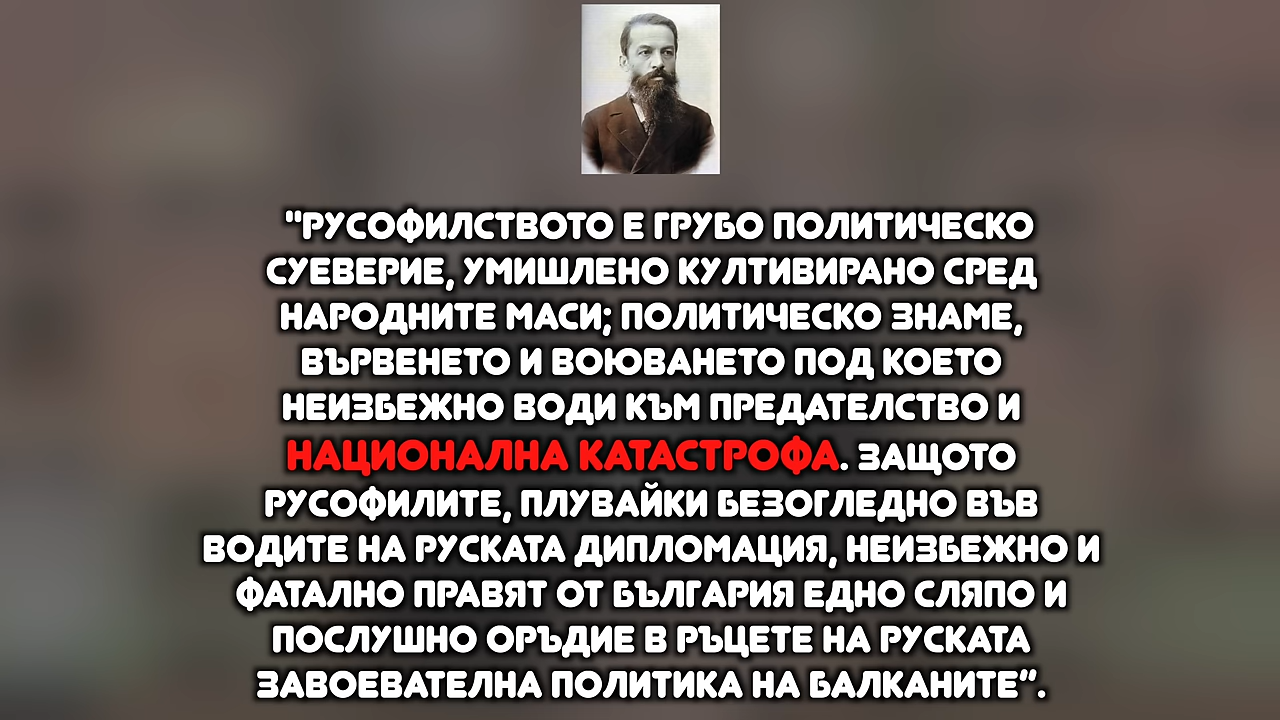 "РУСОФИЛСТВОТО Е ГРУБО ПОЛИТИЧЕСКО
СУЕВЕРИЕ, УМИШЛЕНО КУЛТИВИРАНО СРЕД
НАРОДНИТЕ МАСИ; ПОЛИТИЧЕСКО ЗНАМЕ,
ВЪРВЕНЕТО И ВОЮВАНЕТО ПОД КОЕТО
НЕИЗБЕЖНО ВОДИ КЪМ ПРЕДАТЕЛСТВО И
НАЦИОНАЛНА КАТАСТРОФА. ЗАЩОТО
РУСОФИЛИТЕ, ПЛУВАЙКИ БЕЗОГЛЕДНО ВЪВ
ВОДИТЕ НА РУСКАТА ДИПЛОМАЦИЯ, НЕИЗБЕЖНО И
ФАТАЛНО ПРАВЯТ ОТ БЪЛГАРИЯ ЕДНО СЛЯПО И
ПОСЛУШНО ОРЪДИЕ В РЪЦЕТЕ НА РУСКАТА
ЗАВОЕВАТЕЛНА ПОЛИТИКА НА БАЛКАНИТЕ”.